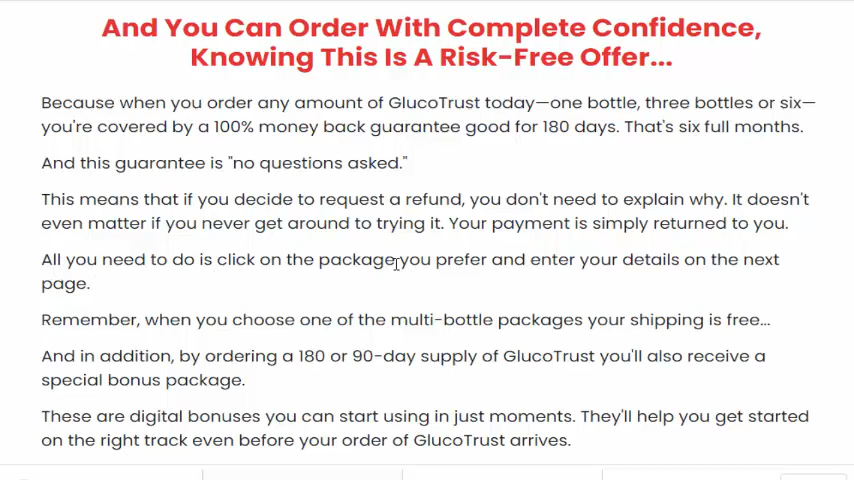 And You Can Order With Complete Confidence,
Knowing This Is A Risk-Free Offer...
Because when you order any amount of GlucoTrust today—one bottle, three bottles or six—
you're covered by a 100% money back guarantee good for 180 days. That's six full months.
And this guarantee is "no questions asked."
This means that if you decide to request a refund, you don't need to explain why. It doesn't
even matter if you never get around to trying it. Your payment is simply returned to you.
All you need to do is click on the package you prefer and enter your details on the next
page.
Remember, when you choose one of the multi-bottle packages your shipping is free...
And in addition, by ordering a 180 or 90-day supply of GlucoTrust you'll also receive a
special bonus package.
These are digital bonuses you can start using in just moments. They'll help you get started
on the right track even before your order of GlucoTrust arrives.